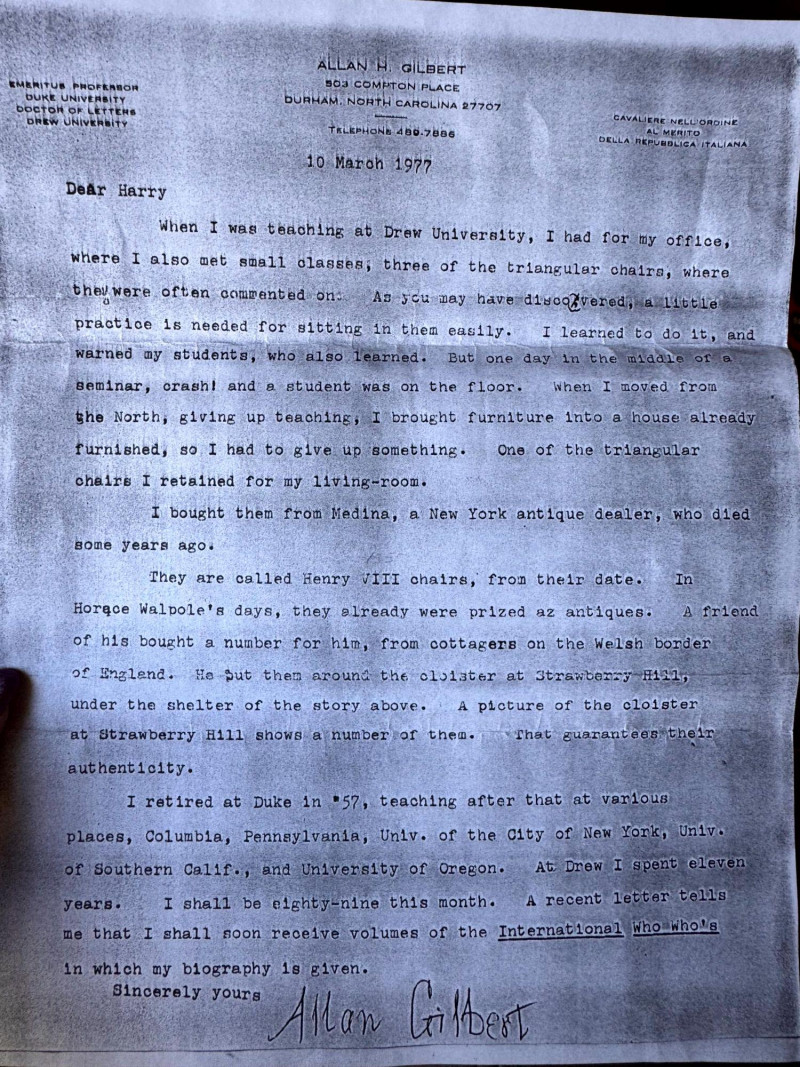 ALLAN H. GILBERT
503 COMPTON PLACE
DURHAM, NORTH CAROLINA 27707
TELEPHONE 489-7886
EMERITUS PROFESSOR
DUKE UNIVERSITY
DOCTOR OF LETTERS
DREW UNIVERSITY
CAVALIERE NELL'ORDINE
AL MERITO
DELLA REPUBBLICA ITALIANA
10 March 1977
Dear Harry
When I was teaching at Drew University, I had for my office,
where I also met small classes, three of the triangular chairs, where
they were often commented on. As you may have discovered, a little
practice is needed for sitting in them easily. I learned to do it, and
warned my students, who also learned. But one day in the middle of a
seminar, crash! and a student was on the floor. When I moved from
the North, giving up teaching, I brought furniture into a house already
furnished, so I had to give up something. One of the triangular
chairs I retained for my living-room.
I bought them from Medina, a New York antique dealer, who died
some years ago.
They are called Henry VIII chairs, from their date. In
Horace Walpole's days, they already were prized az antiques. A friend
of his bought a number for him, from cottagers on the Welsh border
of England. He put them around the cloister at Strawberry Hill,
under the shelter of the story above. A picture of the cloister
at Strawberry Hill shows a number of them. That guarantees their
authenticity.
I retired at Duke in '57, teaching after that at various
places, Columbia, Pennsylvania, Univ. of the City of New York, Univ.
of Southern Calif., and University of Oregon. At Drew I spent eleven
years. I shall be eighty-nine this month. A recent letter tells
me that I shall soon receive volumes of the International Who Who's
in which my biography is given.
Sincerely yours
Allan Gilbert